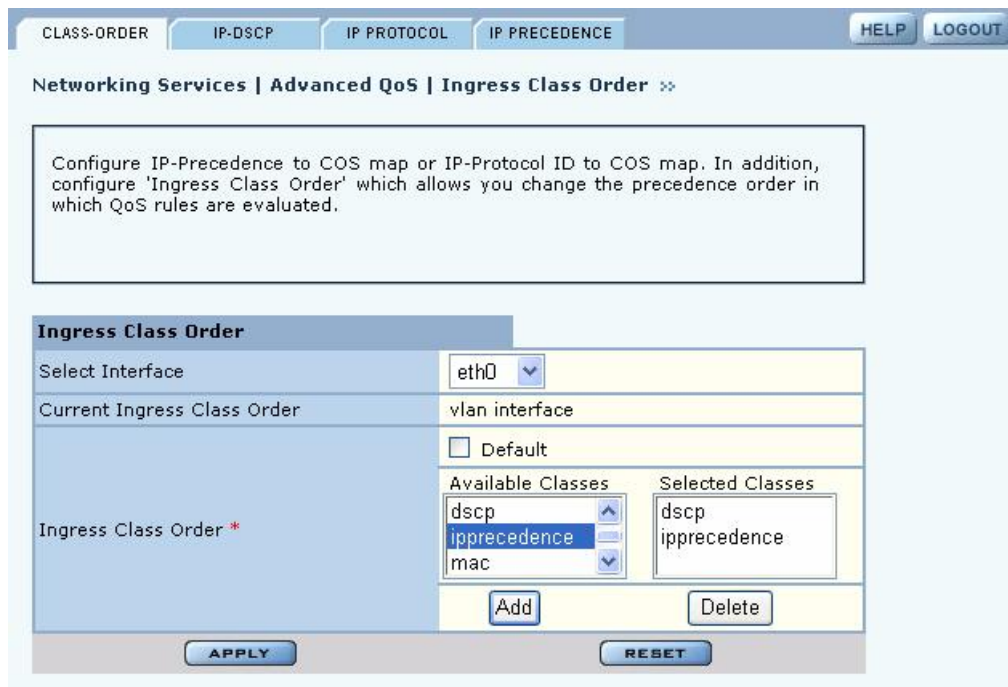 CLASS-ORDER IP-DSCP IP PROTOCOL IP PRECEDENCE HELP LOGOUT
Networking Services | Advanced QoS | Ingress Class Order »
Configure IP-Precedence to COS map or IP-Protocol ID to COS map. In addition,
configure 'Ingress Class Order' which allows you change the precedence order in
which QoS rules are evaluated.
Ingress Class Order
Select Interface eth0
Current Ingress Class Order vlan interface
Default
Ingress Class Order *
Available Classes Selected Classes
dscp dscp
ipprecedence ipprecedence
mac
Add Delete
APPLY RESET